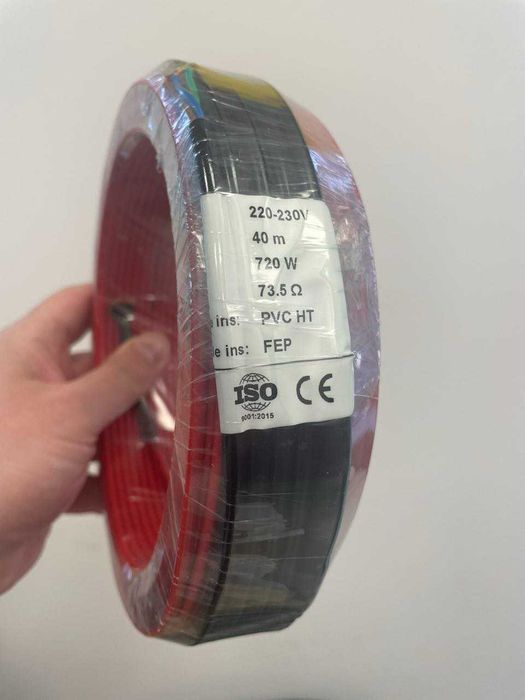 220-230V
40 m
720 W
73.5 Ω
ins: PVC HT
ins: FEP
ISO CE
9001:2015